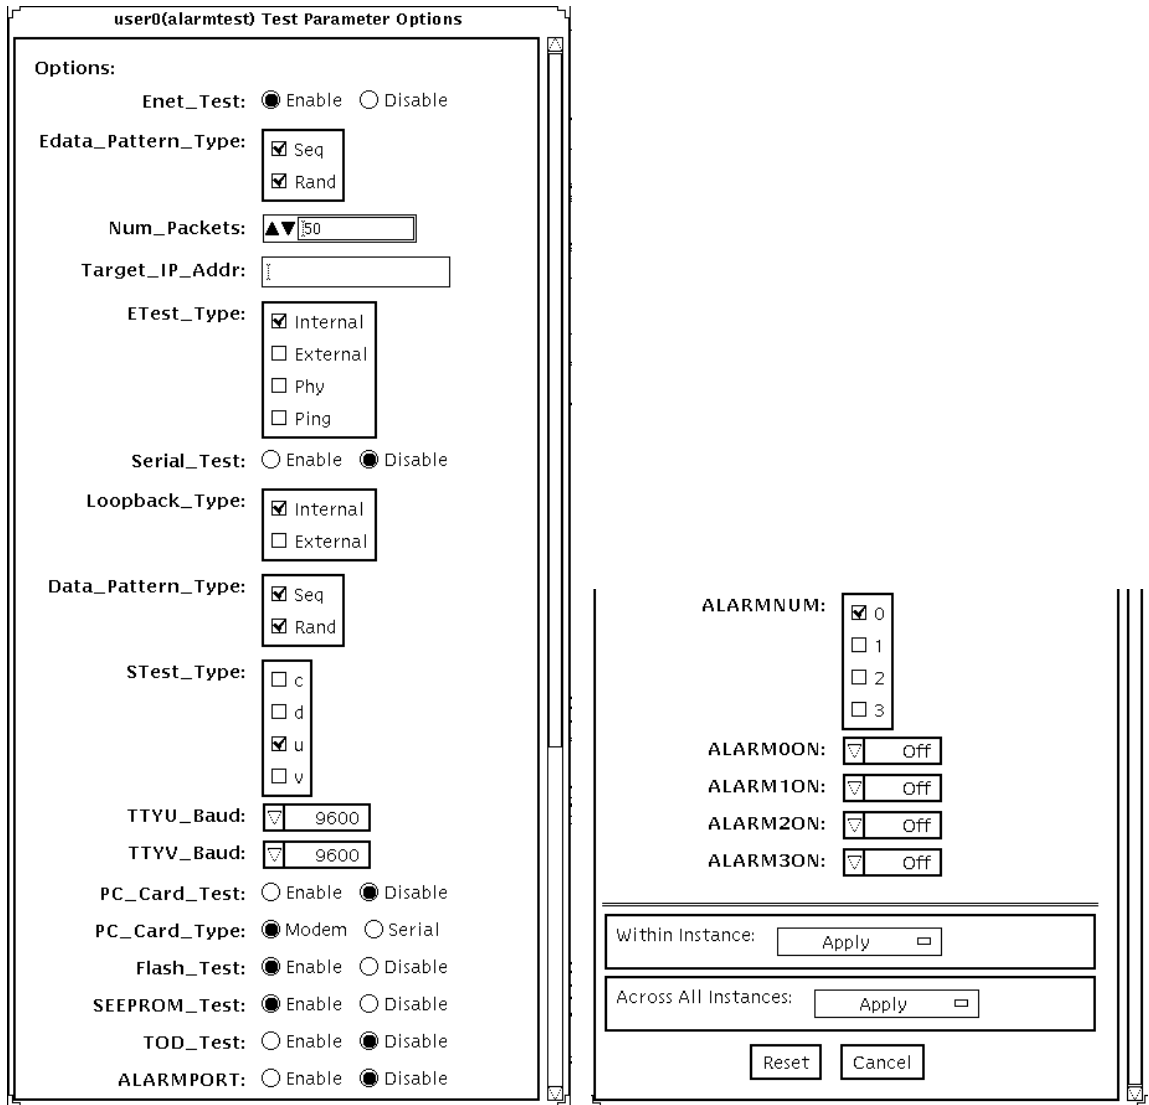 user0(alarmtest) Test Parameter Options
Options:
Enet_Test: Enable Disable
Edata_Pattern_Type: Seq
Rand
Num_Packets: 50
Target_IP_Addr:
ETest_Type: Internal
External
Phy
Ping
Serial_Test: Enable Disable
Loopback_Type: Internal
External
Data_Pattern_Type: Seq
Rand
STest_Type: c
d
u
v
TTYU_Baud: 9600
TTYV_Baud: 9600
PC_Card_Test: Enable Disable
PC_Card_Type: Modem Serial
Flash_Test: Enable Disable
SEEPROM_Test: Enable Disable
TOD_Test: Enable Disable
ALARMPORT: Enable Disable
ALARMNUM: 0
1
2
3
ALARM0ON: Off
ALARM1ON: Off
ALARM2ON: Off
ALARM3ON: Off
Within Instance: Apply
Across All Instances: Apply
Reset Cancel